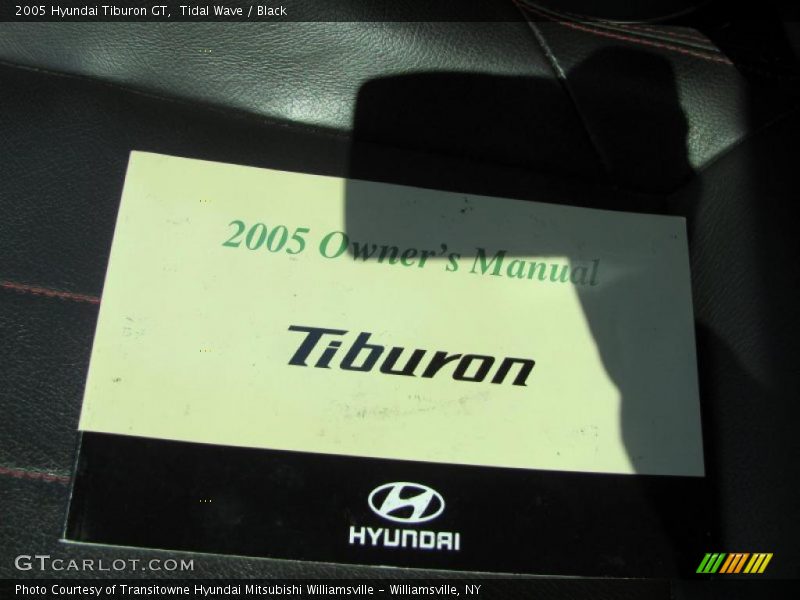 2005 Hyundai Tiburon GT,  Tidal Wave / Black
2005 Owner's Manual
Tiburon
HYUNDAI
GTCARLOT.COM
Photo Courtesy of Transitowne Hyundai Mitsubishi Williamsville - Williamsville, NY